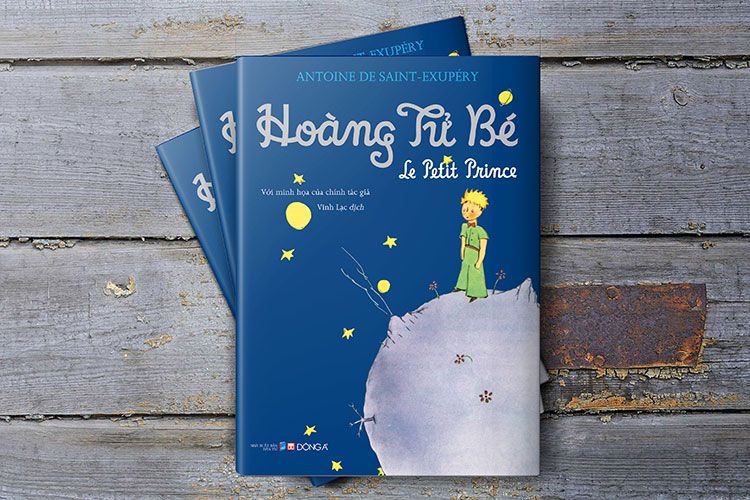 ANTOINE DE SAINT-EXUPÉRY
Hoàng Tử Bé
Le Petit Prince
Với minh họa của chính tác giả
Vĩnh Lạc dịch
ĐÔNG A
-EXUPÉRY